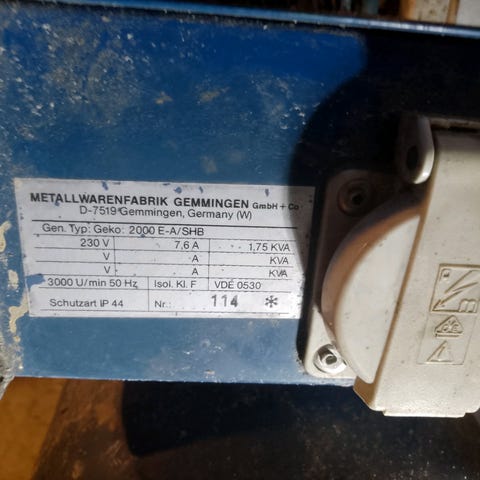 METALLWARENFABRIK GEMMINGEN GmbH + Co
D-7519 Gemmingen, Germany (W)
Gen. Typ: Geko: 2000 E-A/SHB
230 V 7,6 A 1,75 KVA
V A KVA
V A KVA
3000 U/min 50 Hz Isol. Kl. F VDE 0530
Schutzart IP 44 Nr.: 114 *